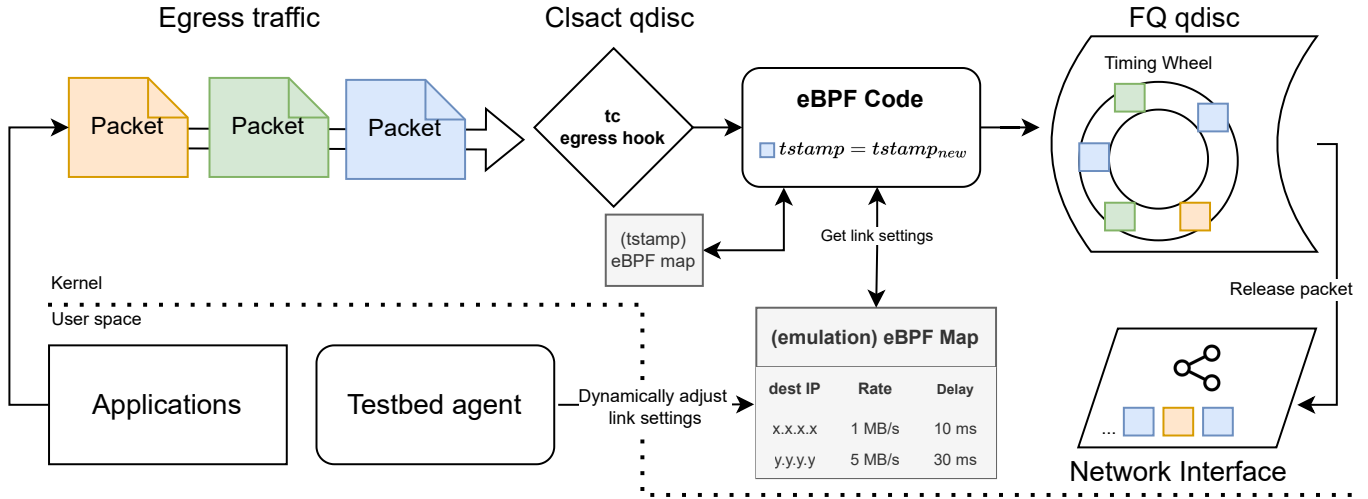 Egress traffic
Clsact qdisc
FQ qdisc
Packet
Packet
Packet
tc
egress hook
eBPF Code
tstamp = tstamp_new
Timing Wheel
(tstamp)
eBPF map
Get link settings
Release packet
Kernel
User space
Applications
Testbed agent
Dynamically adjust
link settings
(emulation) eBPF Map
dest IP Rate Delay
x.x.x.x 1 MB/s 10 ms
y.y.y.y 5 MB/s 30 ms
...
Network Interface